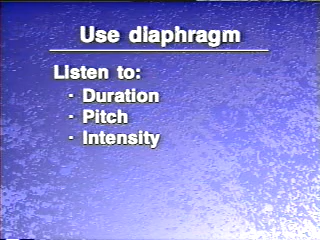 Use diaphragm
Listen to:
- Duration
- Pitch
- Intensity